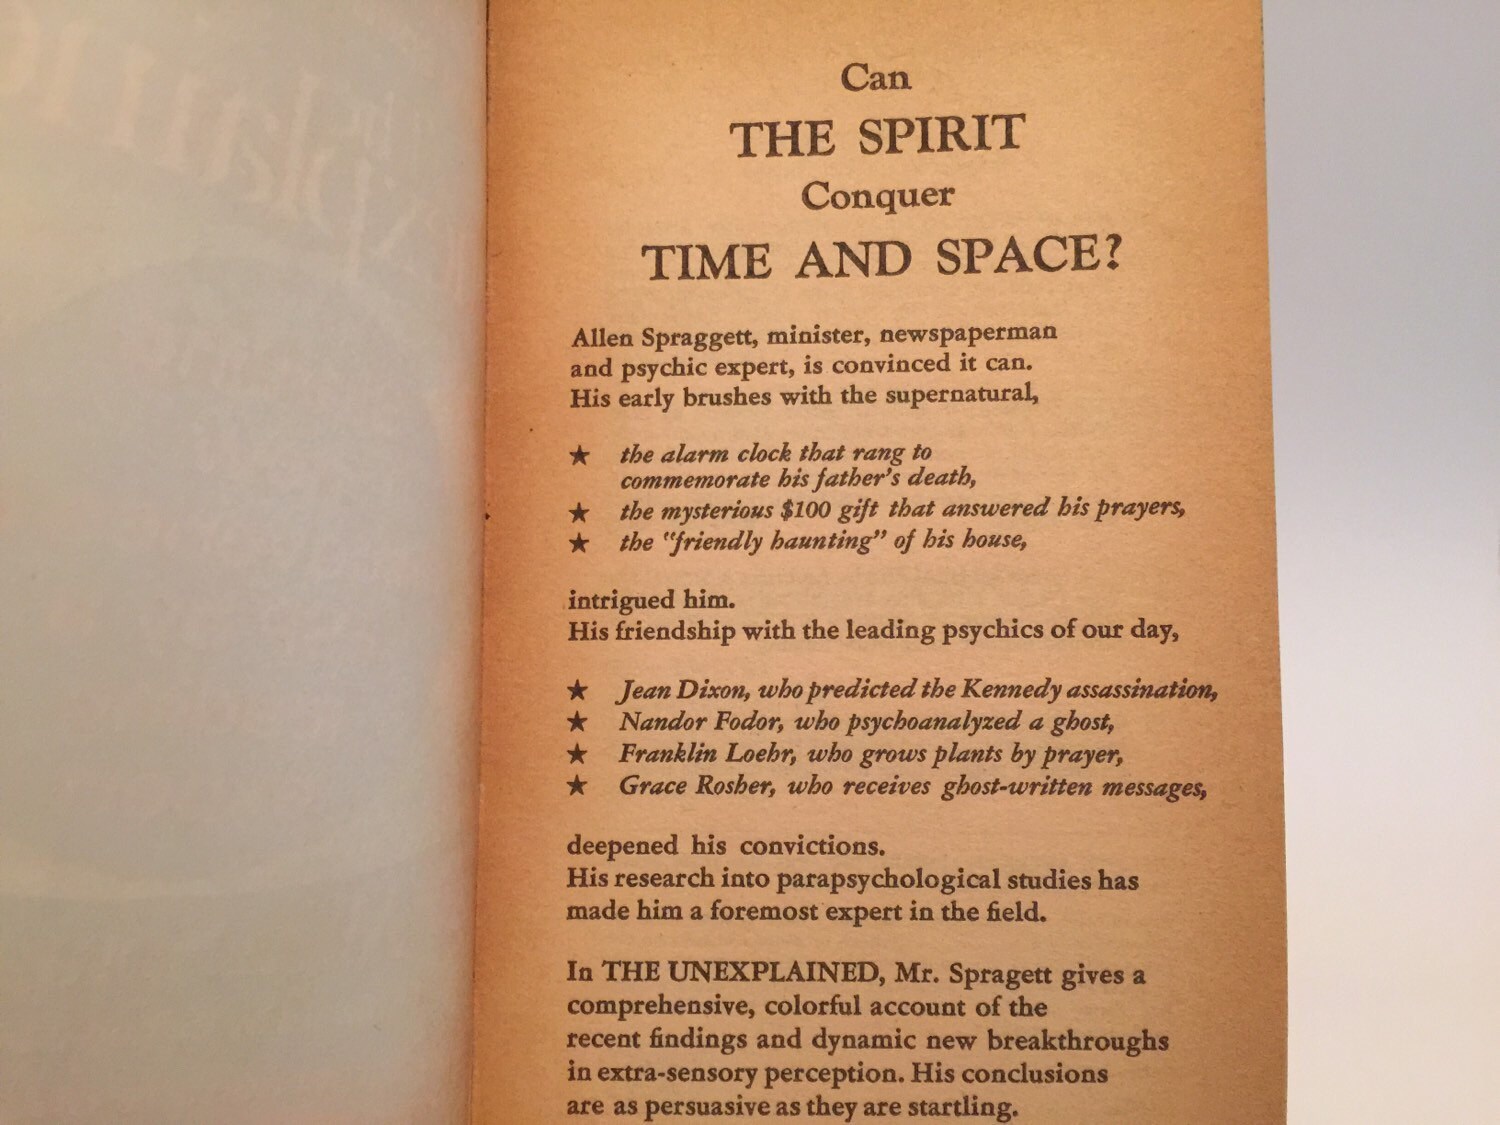 Can
THE SPIRIT
Conquer
TIME AND SPACE?
Allen Spraggett, minister, newspaperman
and psychic expert, is convinced it can.
His early brushes with the supernatural,
★ the alarm clock that rang to
commemorate his father's death,
★ the mysterious $100 gift that answered his prayers,
★ the "friendly haunting" of his house,
intrigued him.
His friendship with the leading psychics of our day,
★ Jean Dixon, who predicted the Kennedy assassination,
★ Nandor Fodor, who psychoanalyzed a ghost,
★ Franklin Loehr, who grows plants by prayer,
★ Grace Rosher, who receives ghost-written messages,
deepened his convictions.
His research into parapsychological studies has
made him a foremost expert in the field.
In THE UNEXPLAINED, Mr. Spragett gives a
comprehensive, colorful account of the
recent findings and dynamic new breakthroughs
in extra-sensory perception. His conclusions
are as persuasive as they are startling.